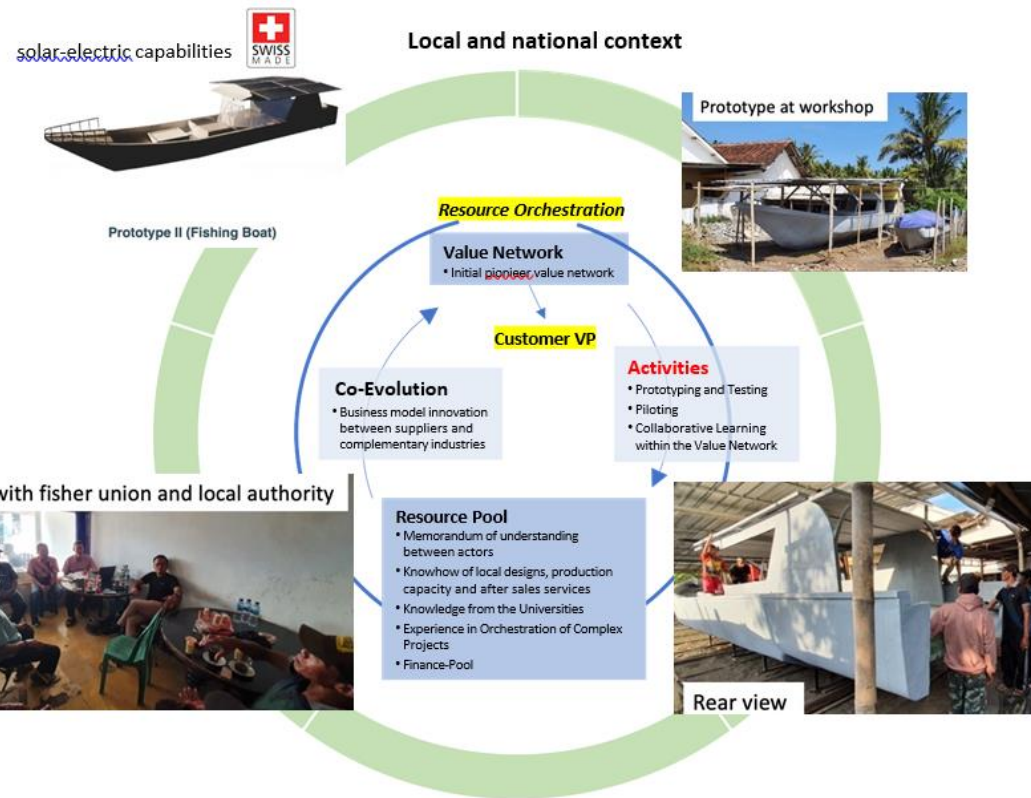 solar-electric capabilities
SWISS
MADE
Local and national context
Prototype at workshop
Prototype II (Fishing Boat)
Resource Orchestration
Value Network
• Initial pionieer value network
Customer VP
Co-Evolution
• Business model innovation
between suppliers and
complementary industries
Activities
• Prototyping and Testing
• Piloting
• Collaborative Learning
within the Value Network
with fisher union and local authority
Resource Pool
• Memorandum of understanding
between actors
• Knowhow of local designs, production
capacity and after sales services
• Knowledge from the Universities
• Experience in Orchestration of Complex
Projects
• Finance-Pool
Rear view